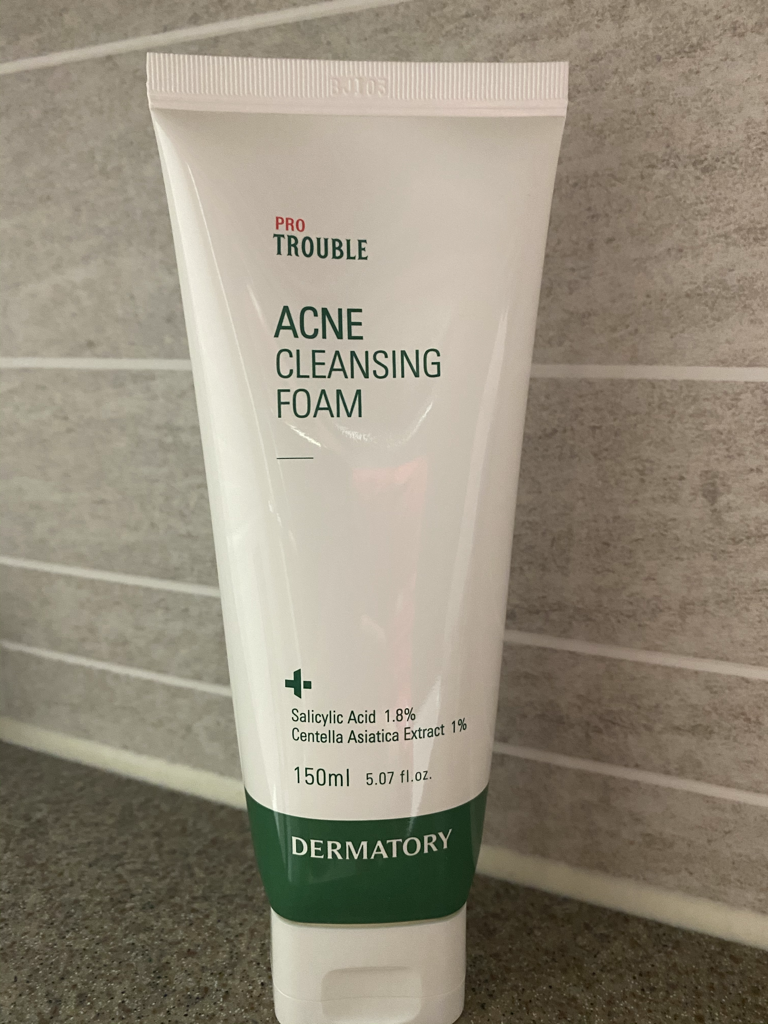 BJ103
PRO
TROUBLE
ACNE
CLEANSING
FOAM
Salicylic Acid 1.8%
Centella Asiatica Extract 1%
150ml 5.07 fl.oz.
DERMATORY